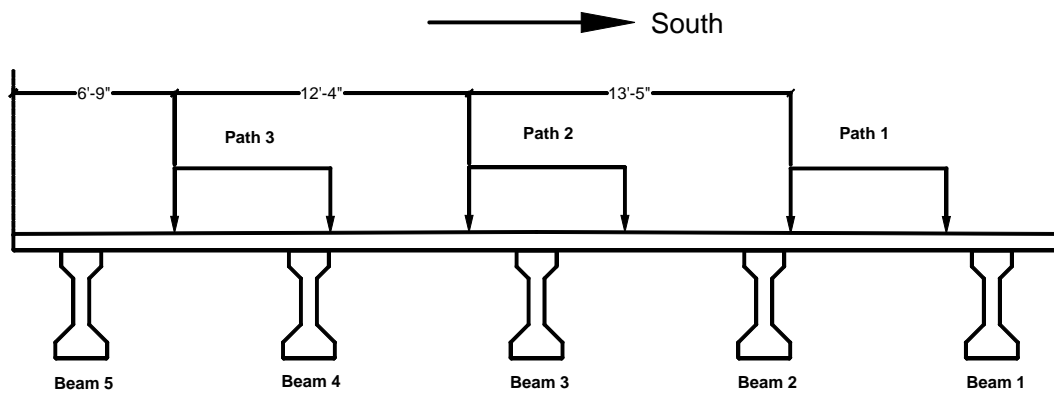 South
6'-9"
12'-4"
13'-5"
Path 3
Path 2
Path 1
Beam 5
Beam 4
Beam 3
Beam 2
Beam 1